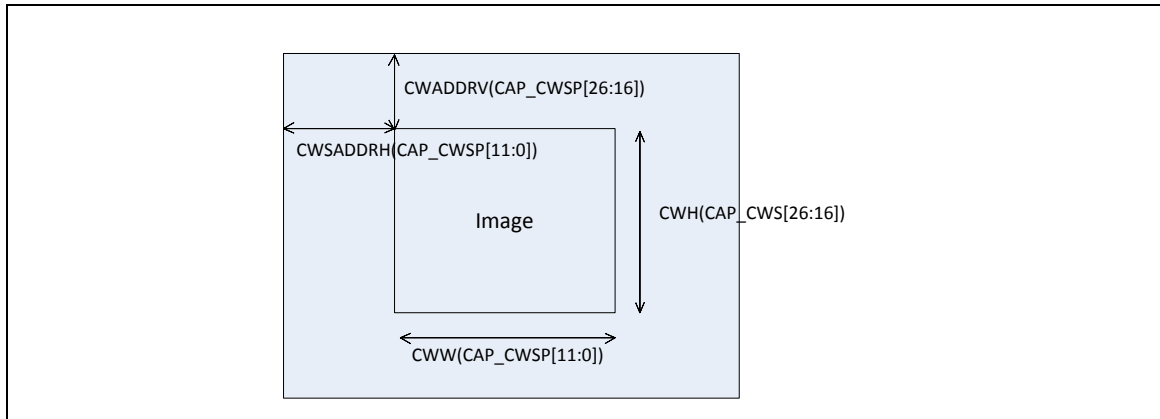 CWADDRV(CAP_CWSP[26:16])
CWSADDRH(CAP_CWSP[11:0])
Image
CWH(CAP_CWS[26:16])
CWW(CAP_CWSP[11:0])